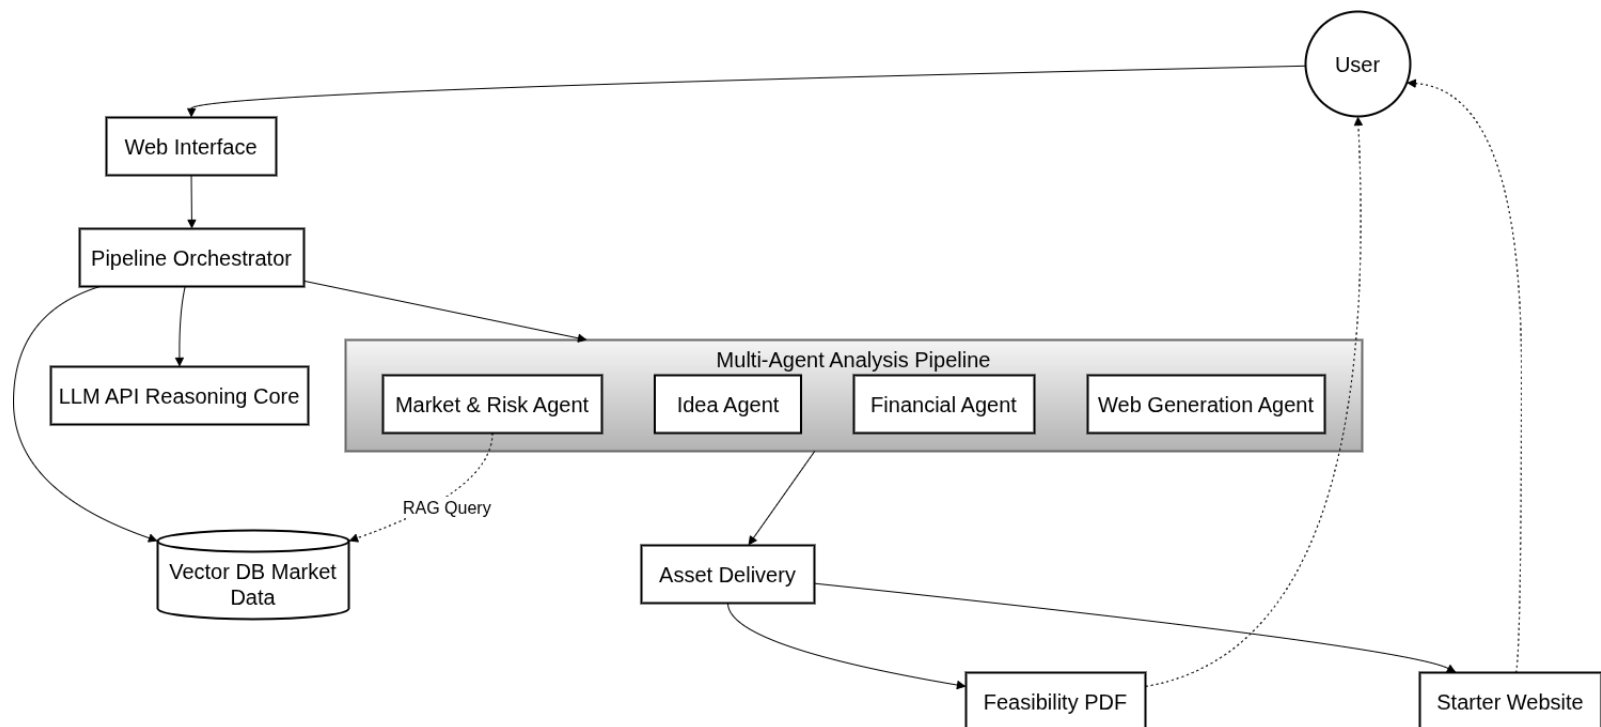 User
Web Interface
Pipeline Orchestrator
Multi-Agent Analysis Pipeline
LLM API Reasoning Core
Market & Risk Agent
Idea Agent
Financial Agent
Web Generation Agent
RAG Query
Vector DB Market
Data
Asset Delivery
Feasibility PDF
Starter Website